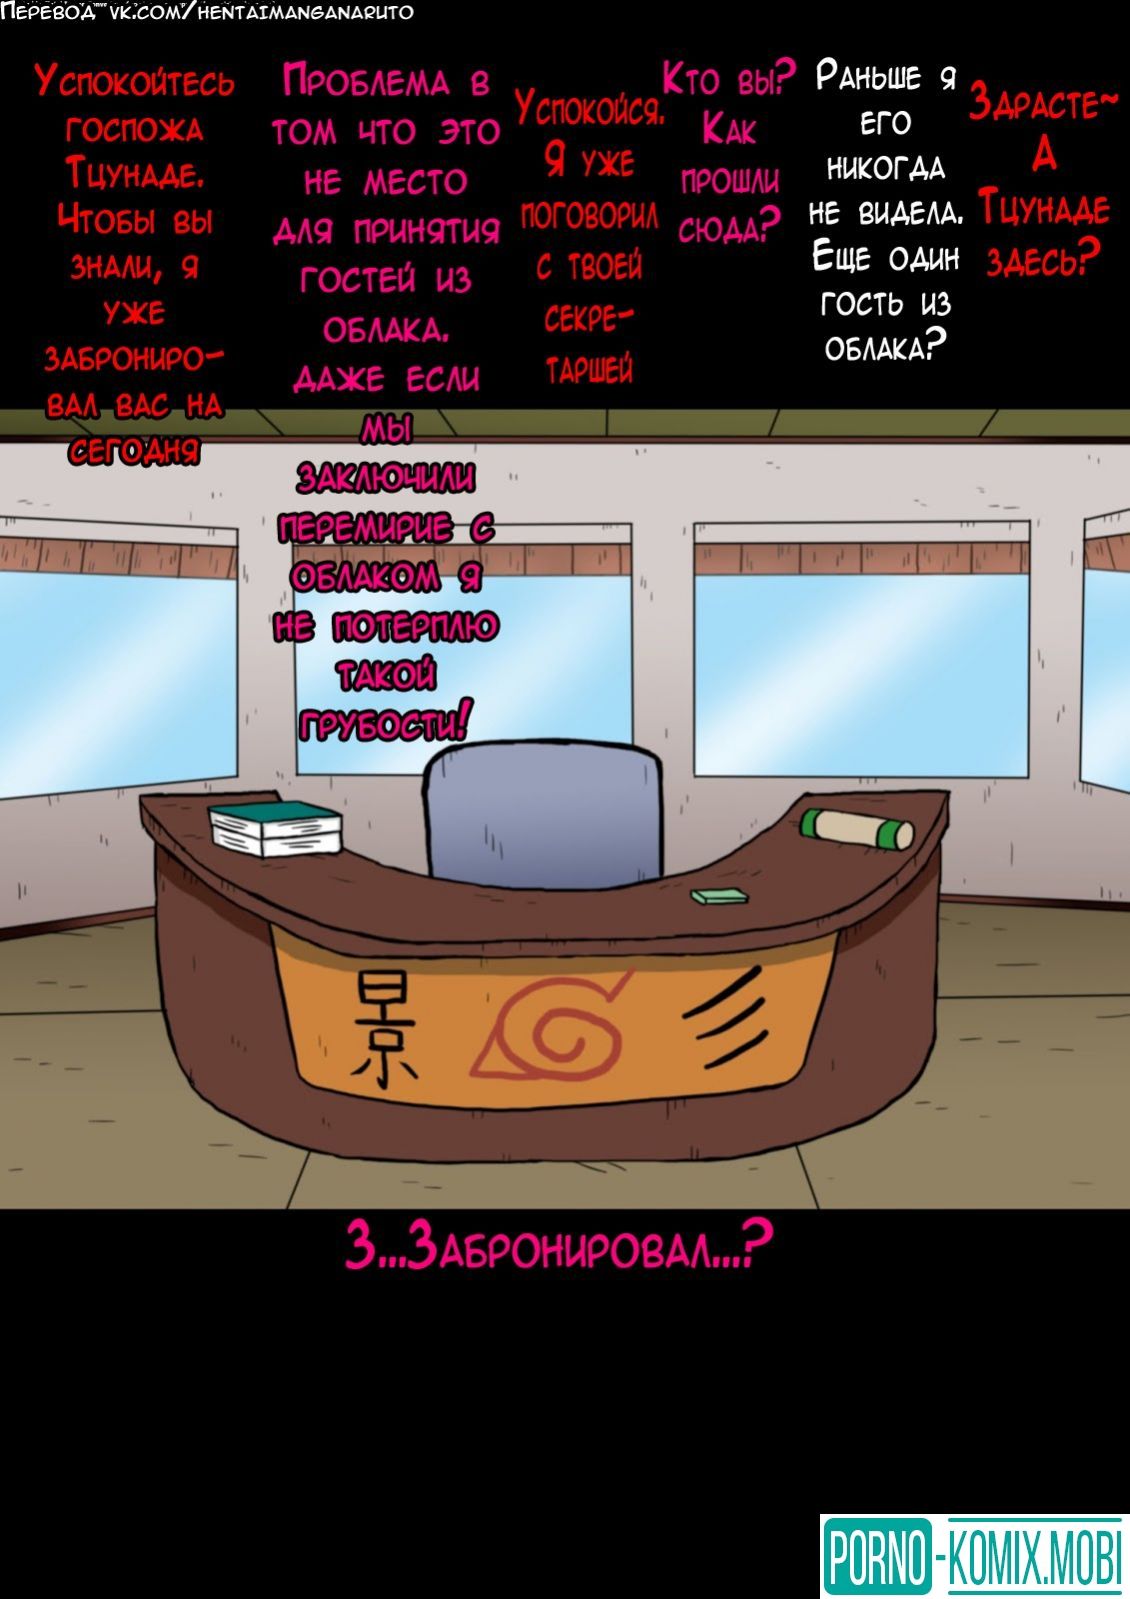 Перевод vk.com/hentaimanganaruto
Здрасте~
А
Тцунаде
здесь?
Раньше я
его
никогда
не видела.
Еще один
гость из
облака?
Кто вы?
Как
прошли
сюда?
Успокойся.
Я уже
поговорил
с твоей
секре-
таршей
Проблема в
том что это
не место
для принятия
гостей из
облака.
даже если
мы
заключили
перемирие с
облаком я
не потерплю
такой
грубости!
Успокойтесь
госпожа
Тцунаде.
Чтобы вы
знали, я
уже
заброниро-
вал вас на
сегодня
景 彡
З...Забронировал...?
PORNO-KOMIX.MOBI